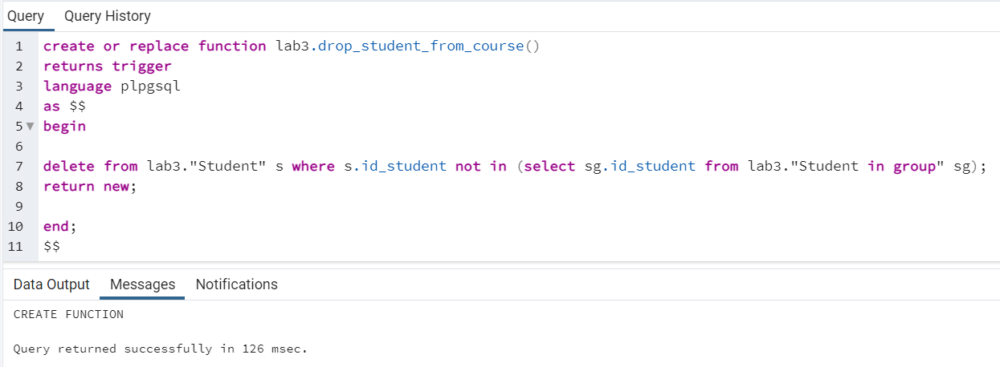 Query Query History
1 create or replace function lab3.drop_student_from_course()
2 returns trigger
3 language plpgsql
4 as $$
5 begin
6
7 delete from lab3."Student" s where s.id_student not in (select sg.id_student from lab3."Student in group" sg);
8 return new;
9
10 end;
11 $$
Data Output Messages Notifications
CREATE FUNCTION
Query returned successfully in 126 msec.